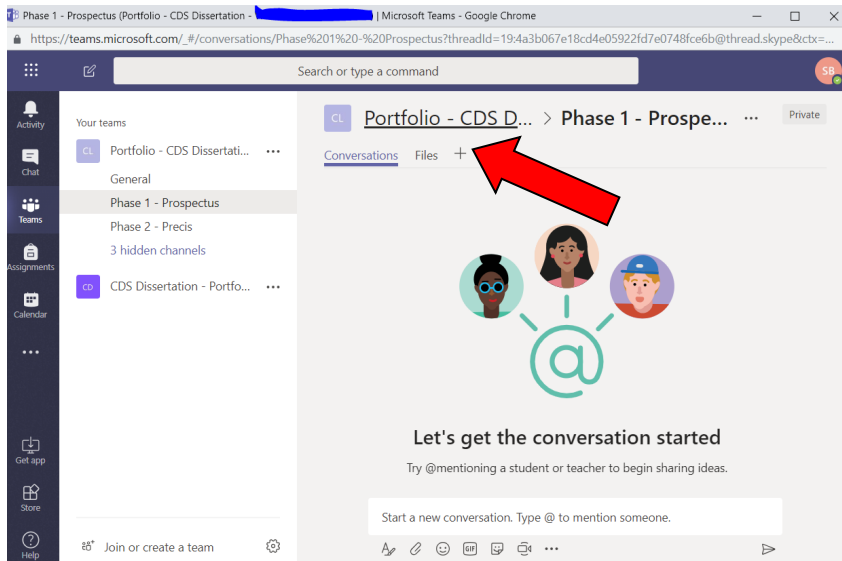 Phase 1 - Prospectus (Portfolio - CDS Dissertation - | Microsoft Teams - Google Chrome
https://teams.microsoft.com/_#/conversations/Phase%201%20-%20Prospectus?threadId=19:4a3b067e18cd4e05922fd7e0748fce6b@thread.skype&ctx=...
Search or type a command
SB
Activity
Chat
Teams
Assignments
Calendar
Get app
Store
Help
Your teams
CL Portfolio - CDS Dissertati... ...
General
Phase 1 - Prospectus
Phase 2 - Precis
3 hidden channels
CD CDS Dissertation - Portfo... ...
Join or create a team
CL Portfolio - CDS D... > Phase 1 - Prospe... ... Private
Conversations Files +
@
Let's get the conversation started
Try @mentioning a student or teacher to begin sharing ideas.
Start a new conversation. Type @ to mention someone.
GIF